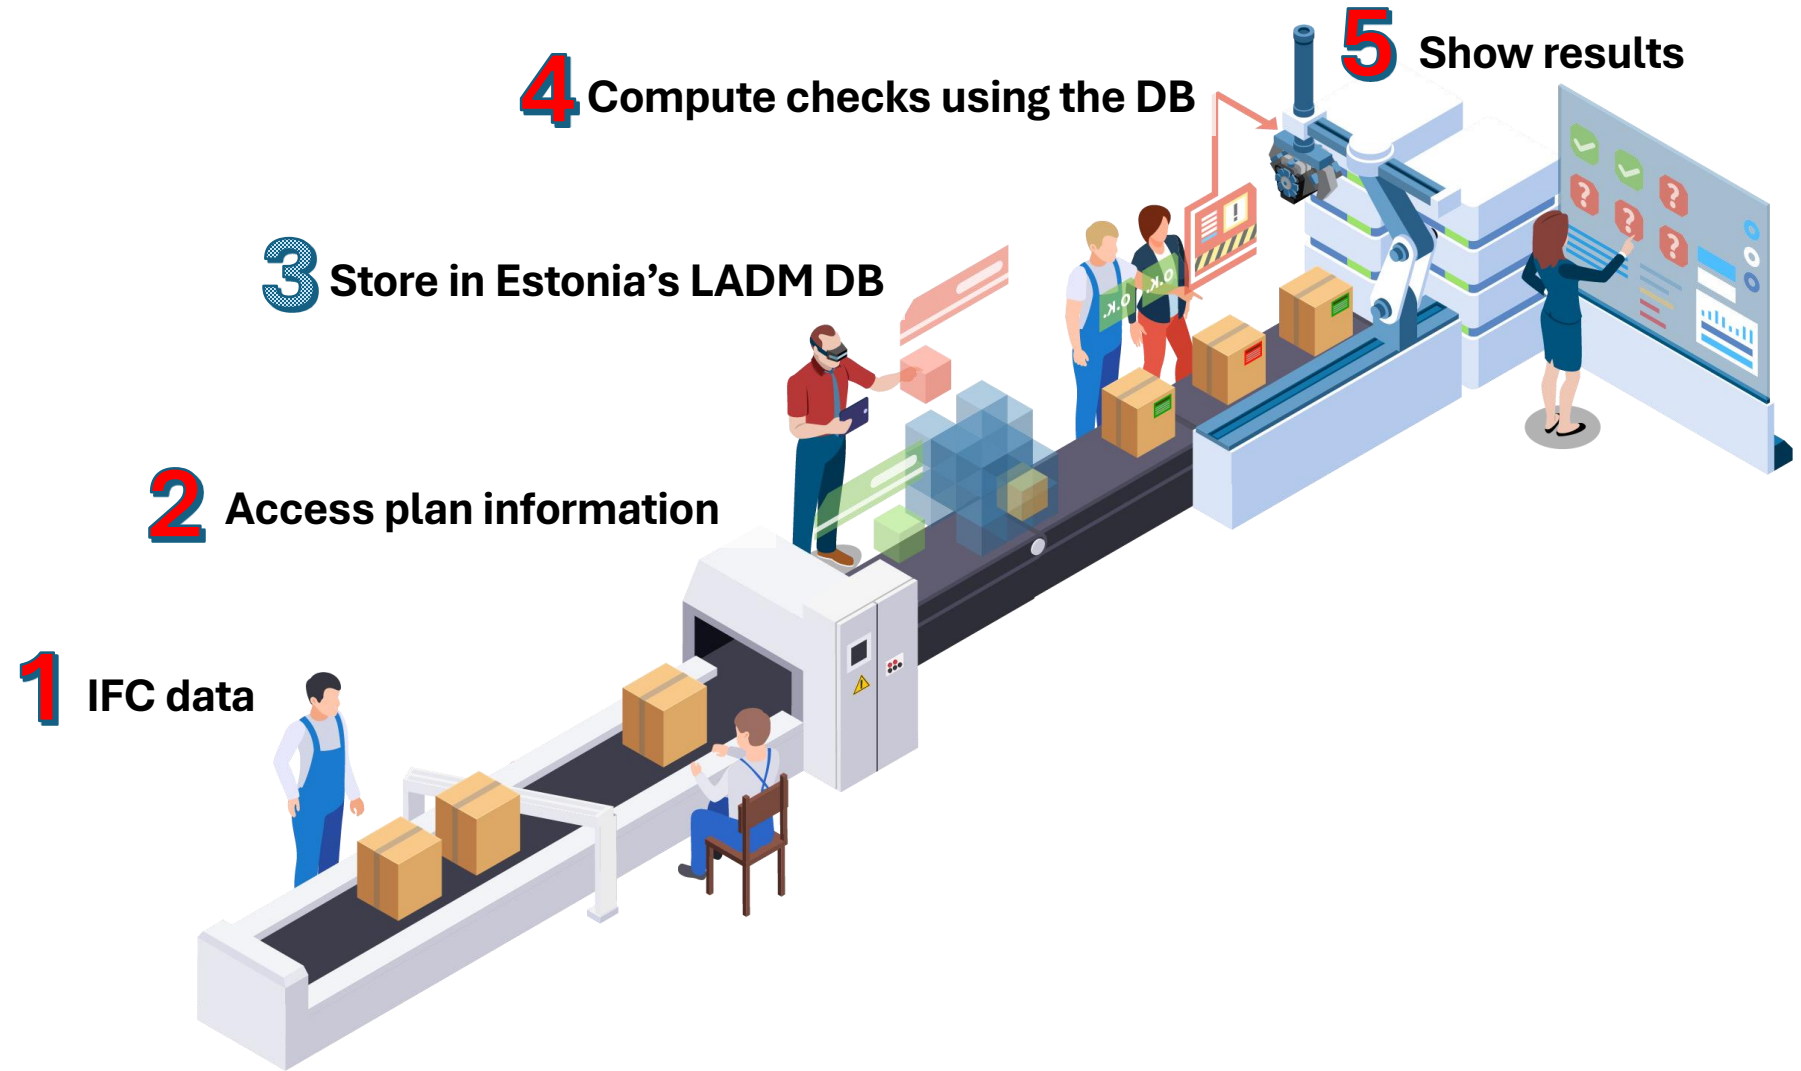 5 Show results
4 Compute checks using the DB
3 Store in Estonia's LADM DB
O.K.
O.K.
!
? ?
? ?
?
2 Access plan information
1 IFC data